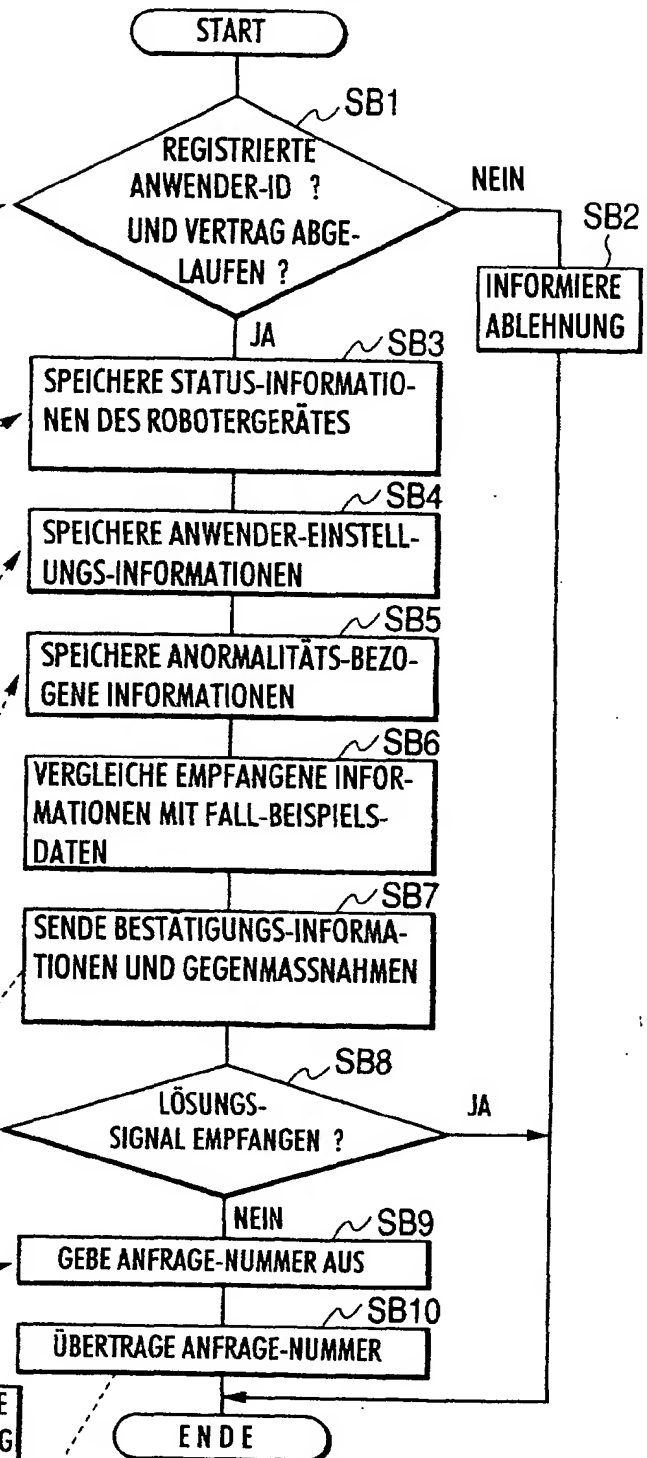 START
SB1
REGISTRIERTE
ANWENDER-ID ?
UND VERTRAG ABGE-
LAUFEN ?
NEIN
SB2
INFORMIERE
ABLEHNUNG
JA
SB3
SPEICHERE STATUS-INFORMATIO-
NEN DES ROBOTERGERÄTES
SB4
SPEICHERE ANWENDER-EINSTELL-
UNGS-INFORMATIONEN
SB5
SPEICHERE ANORMALITÄTS-BEZO-
GENE INFORMATIONEN
SB6
VERGLEICHE EMPFANGENE INFOR-
MATIONEN MIT FALL-BEISPIELS-
DATEN
SB7
SENDE BESTÄTIGUNGS-INFORMA-
TIONEN UND GEGENMASSNAHMEN
SB8
LÖSUNGS-
SIGNAL EMPFANGEN ?
JA
NEIN
SB9
GEBE ANFRAGE-NUMMER AUS
SB10
ÜBERTRAGE ANFRAGE-NUMMER
E
G
ENDE